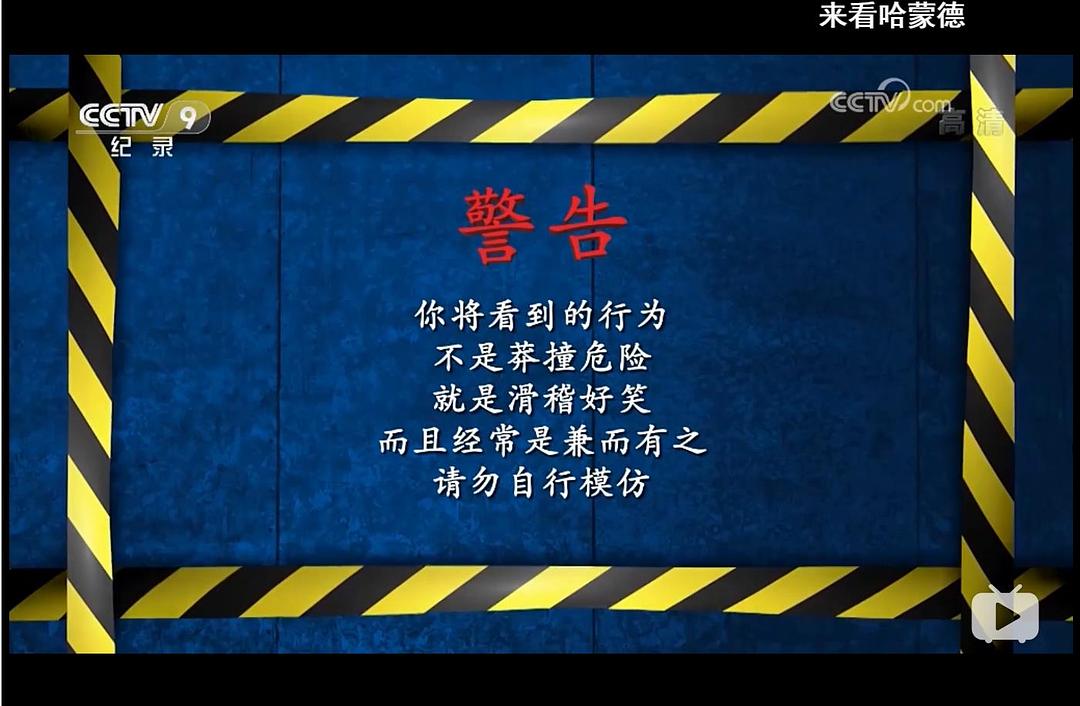 来看哈蒙德
CCTV 9
纪 录
CCTV.com
高清
警告
你将看到的行为
不是莽撞危险
就是滑稽好笑
而且经常是兼而有之
请勿自行模仿